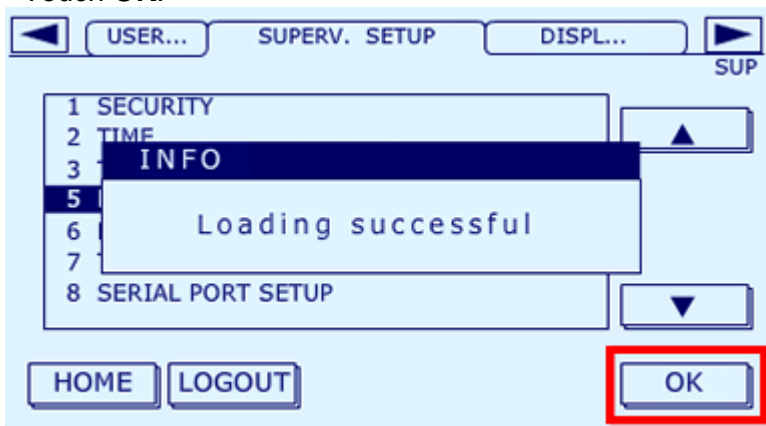 Touch OK.
USER... SUPERV. SETUP DISPL...
SUP
1 SECURITY
2 TIME
3
INFO
5
Loading successful
6
7
8 SERIAL PORT SETUP
HOME LOGOUT OK